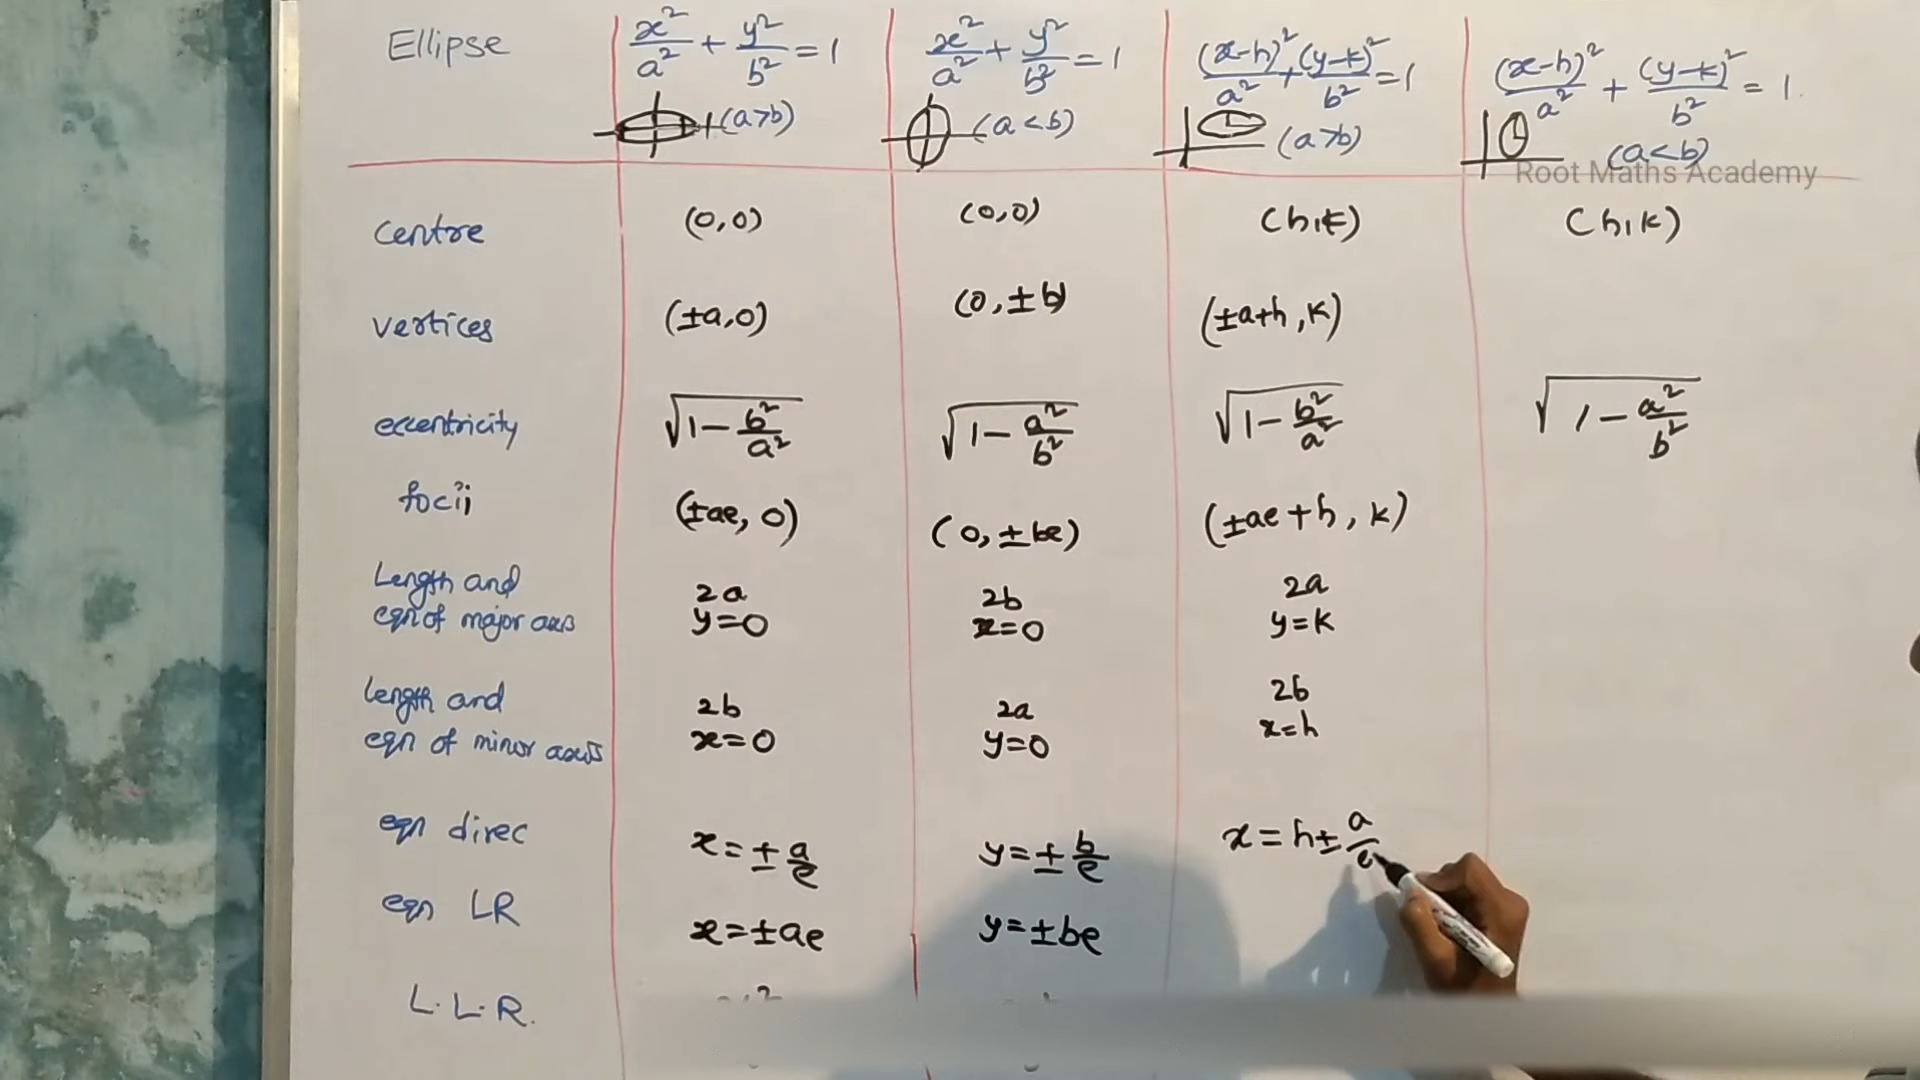 Ellipse x²/a² + y²/b² = 1 x²/a² + y²/b² = 1 (x-h)²/a² + (y-k)²/b² = 1 (x-h)²/a² + (y-k)²/b² = 1
(a>b) (a<b) (a>b) (a<b)
Root Maths Academy
centre (0,0) (0,0) (h,k) (h,k)
vertices (±a,0) (0,±b) (±a+h,k)
eccentricity √1-b²/a² √1-a²/b² √1-b²/a² √1-a²/b²
focii (±ae, 0) (0, ±be) (±ae+h, k)
Length and 2a 2b 2a
eqn of major axis y=0 x=0 y=k
length and 2b 2a 2b
eqn of minor axis x=0 y=0 x=h
eqn direc x=±a/e y=±b/e x=h±a/e
eqn LR x=±ae y=±be
L.L.R.